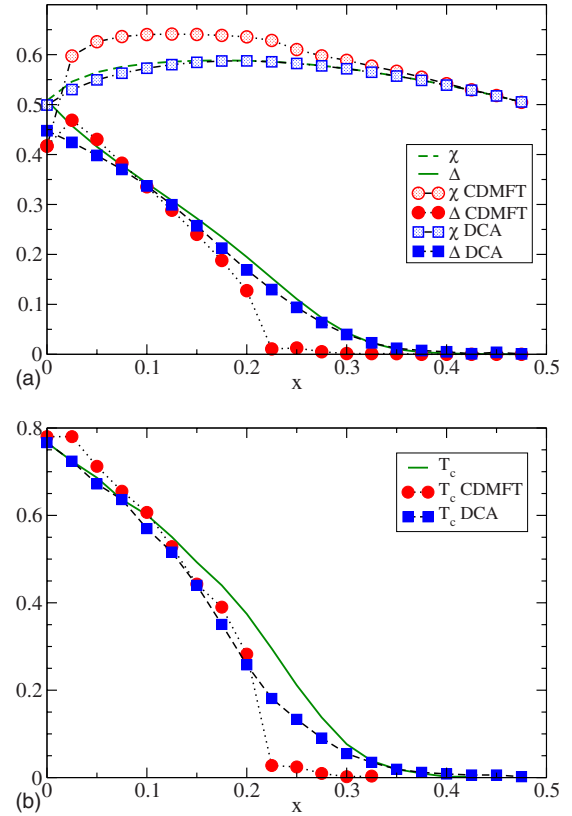 0.6
0.5
0.4
0.3
0.2
0.1
0
0 0.1 0.2 0.3 0.4 0.5
x
(a)
χ
Δ
χ CDMFT
Δ CDMFT
χ DCA
Δ DCA
0.8
0.6
0.4
0.2
0
0 0.1 0.2 0.3 0.4 0.5
x
(b)
T_c
T_c CDMFT
T_c DCA